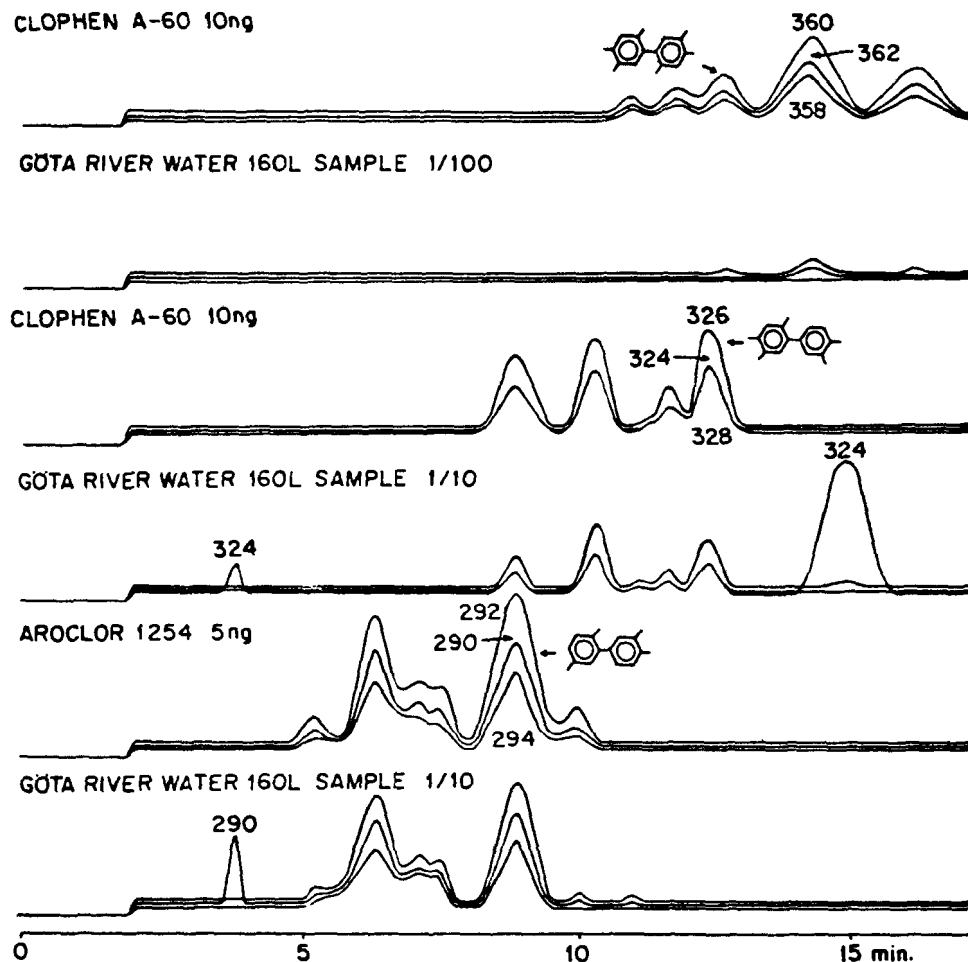 CLOPHEN A-60 10ng
360
362
358
GÖTA RIVER WATER 160L SAMPLE 1/100
CLOPHEN A-60 10ng
326
324
328
GÖTA RIVER WATER 160L SAMPLE 1/10
324
324
AROCLOR 1254 5ng
292
290
294
GÖTA RIVER WATER 160L SAMPLE 1/10
290
0 5 10 15 min.